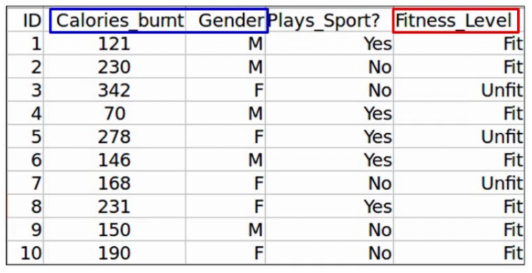 ID Calories_bumt Gender Plays_Sport? Fitness_Level
1 121 M Yes Fit
2 230 M No Fit
3 342 F No Unfit
4 70 M Yes Fit
5 278 F Yes Unfit
6 146 M Yes Fit
7 168 F No Unfit
8 231 F Yes Fit
9 150 M No Fit
10 190 F No Fit